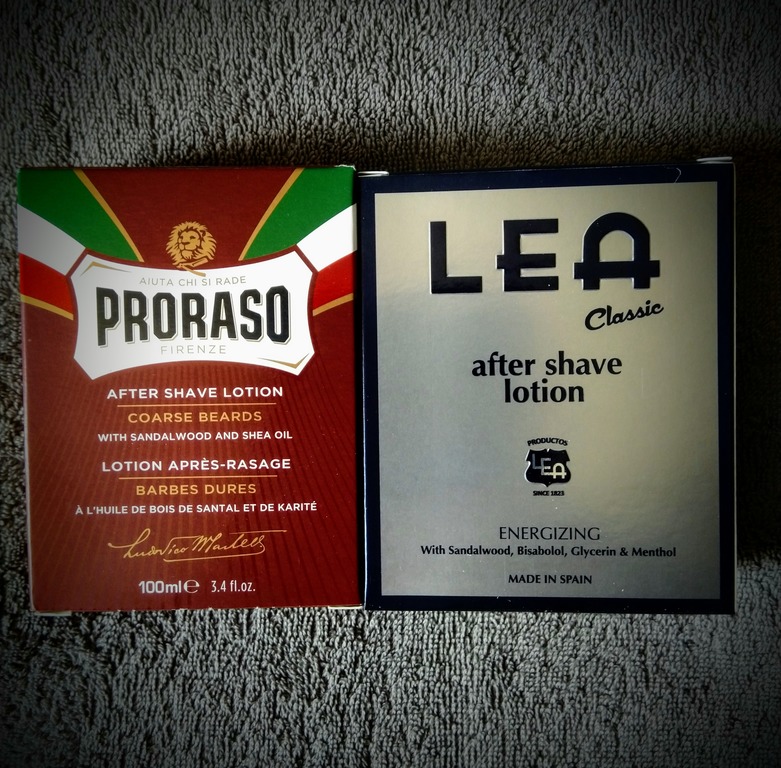 AIUTA CHI SI RADE
PRORASO
FIRENZE
AFTER SHAVE LOTION
COARSE BEARDS
WITH SANDALWOOD AND SHEA OIL
LOTION APRÈS-RASAGE
BARBES DURES
À L'HUILE DE BOIS DE SANTAL ET DE KARITÉ
Ludovico Martelli
100ml℮ 3.4 fl.oz.
LEA
Classic
after shave
lotion
PRODUCTOS
LEA
SINCE 1823
ENERGIZING
With Sandalwood, Bisabolol, Glycerin & Menthol
MADE IN SPAIN